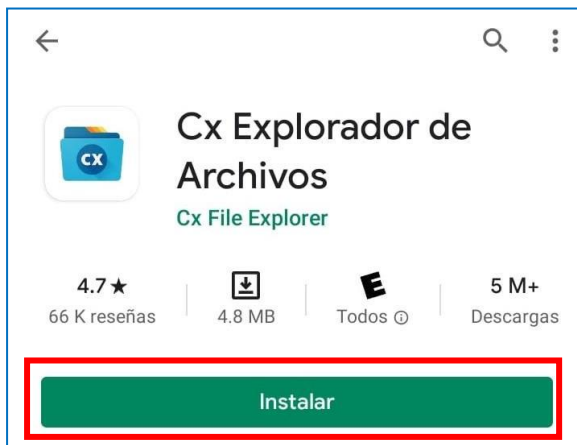 Cx Explorador de
Archivos
CX
Cx File Explorer
4.7★
66 K reseñas
4.8 MB
E
Todos
5 M+
Descargas
Instalar